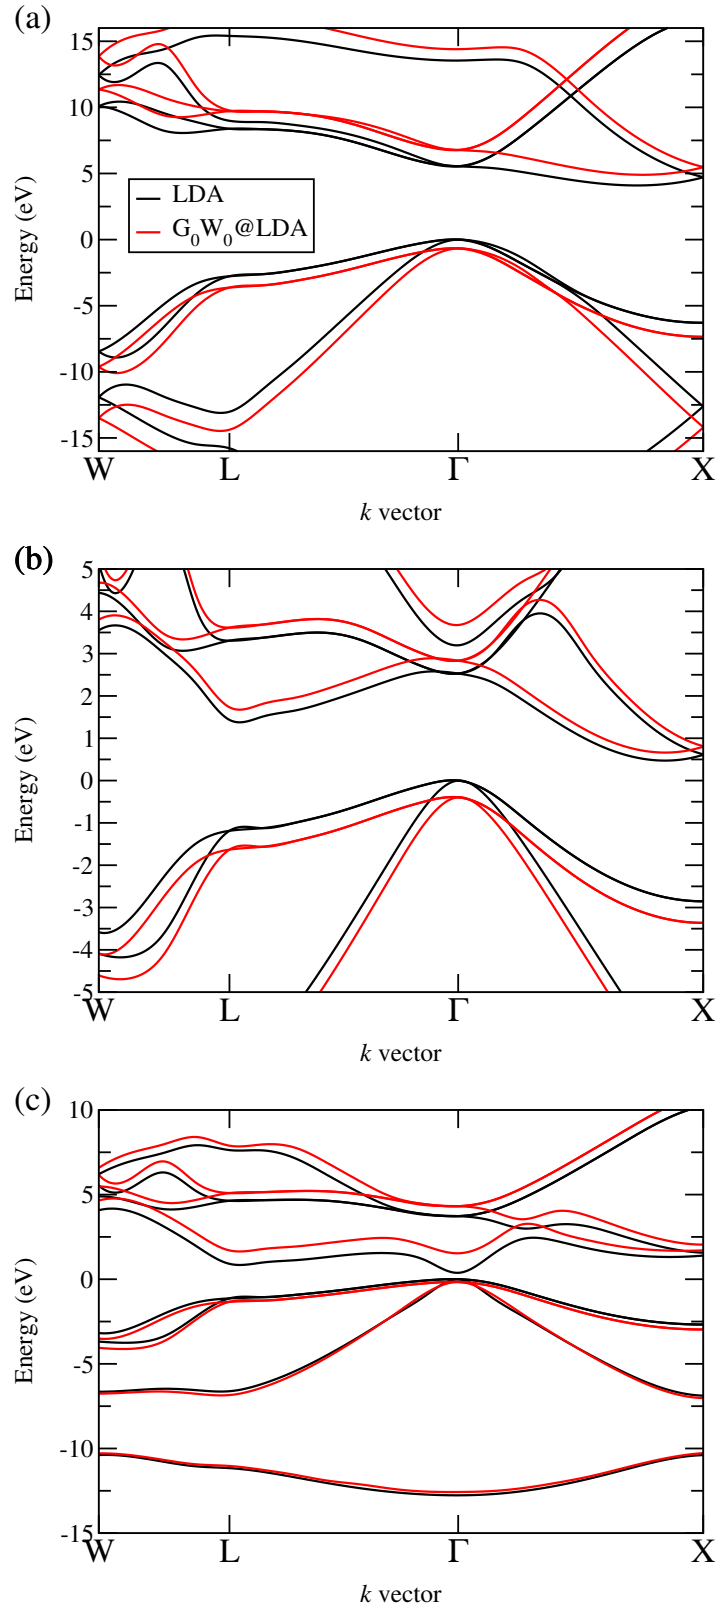 (a)
15
10
5
0
-5
-10
-15
Energy (eV)
LDA
G₀W₀@LDA
W L Γ X
k vector
(b)
5
4
3
2
1
0
-1
-2
-3
-4
-5
Energy (eV)
W L Γ X
k vector
(c)
10
5
0
-5
-10
-15
Energy (eV)
W L Γ X
k vector